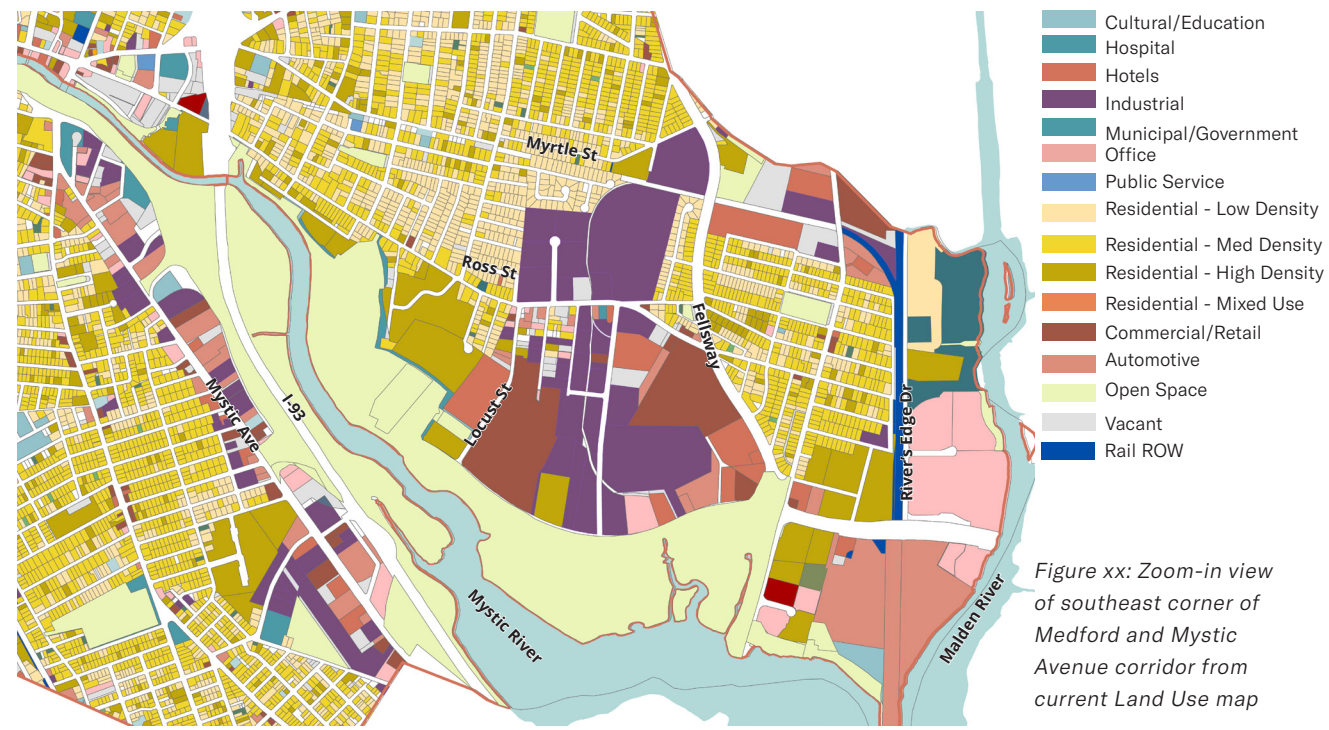 Cultural/Education
Hospital
Hotels
Industrial
Municipal/Government
Office
Public Service
Residential - Low Density
Residential - Med Density
Residential - High Density
Residential - Mixed Use
Commercial/Retail
Automotive
Open Space
Vacant
Rail ROW
Myrtle St
Ross St
Fellsway
Locust St
I-93
Mystic Ave
River's Edge Dr
Mystic River
Malden River
Figure xx: Zoom-in view
of southeast corner of
Medford and Mystic
Avenue corridor from
current Land Use map